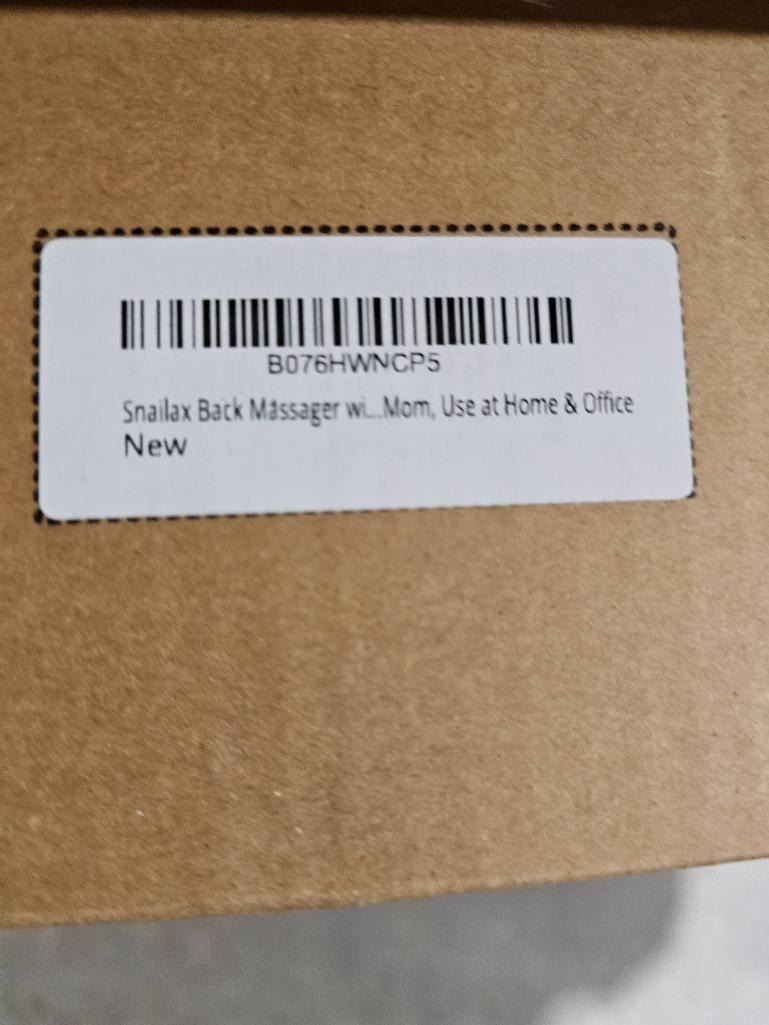 B076HWNCP5
Snailax Back Massager wi...Mom, Use at Home & Office
New